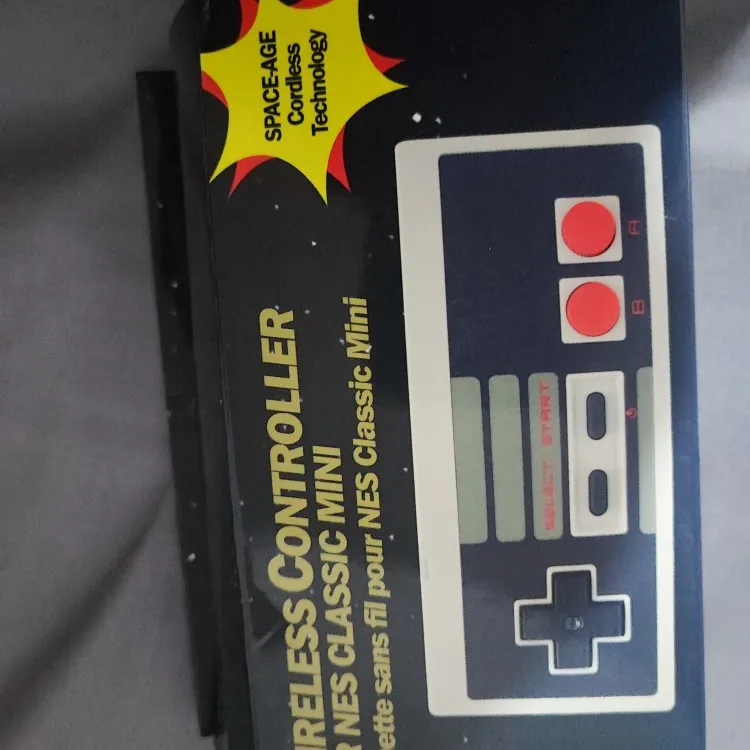 SPACE-AGE
Cordless
Technology
IRELESS CONTROLLER
R NES CLASSIC MINI
ette sans fil pour NES Classic Mini
SELECT START
B A